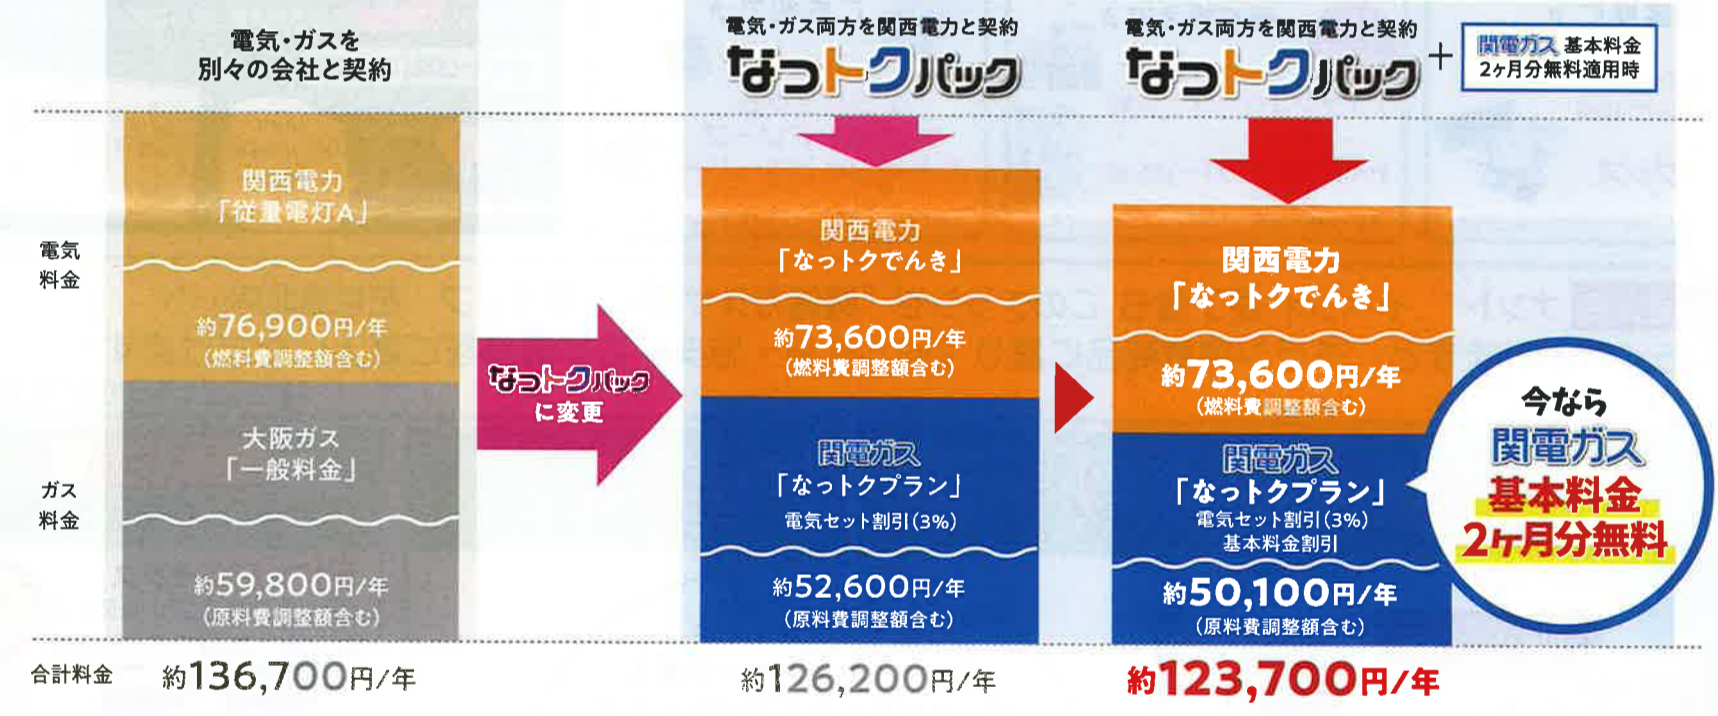 電気・ガスを
別々の会社と契約
電気・ガス両方を関西電力と契約
なっトクパック
電気・ガス両方を関西電力と契約
なっトクパック
+
関電ガス 基本料金
2ヶ月分無料適用時
電気
料金
関西電力
「従量電灯A」
約76,900円/年
(燃料費調整額含む)
関西電力
「なっトクでんき」
約73,600円/年
(燃料費調整額含む)
関西電力
「なっトクでんき」
約73,600円/年
(燃料費調整額含む)
なっトクパック
に変更
ガス
料金
大阪ガス
「一般料金」
約59,800円/年
(原料費調整額含む)
関電ガス
「なっトクプラン」
電気セット割引(3%)
約52,600円/年
(原料費調整額含む)
関電ガス
「なっトクプラン」
電気セット割引(3%)
基本料金割引
約50,100円/年
(原料費調整額含む)
今なら
関電ガス
基本料金
2ヶ月分無料
合計料金
約136,700円/年
約126,200円/年
約123,700円/年